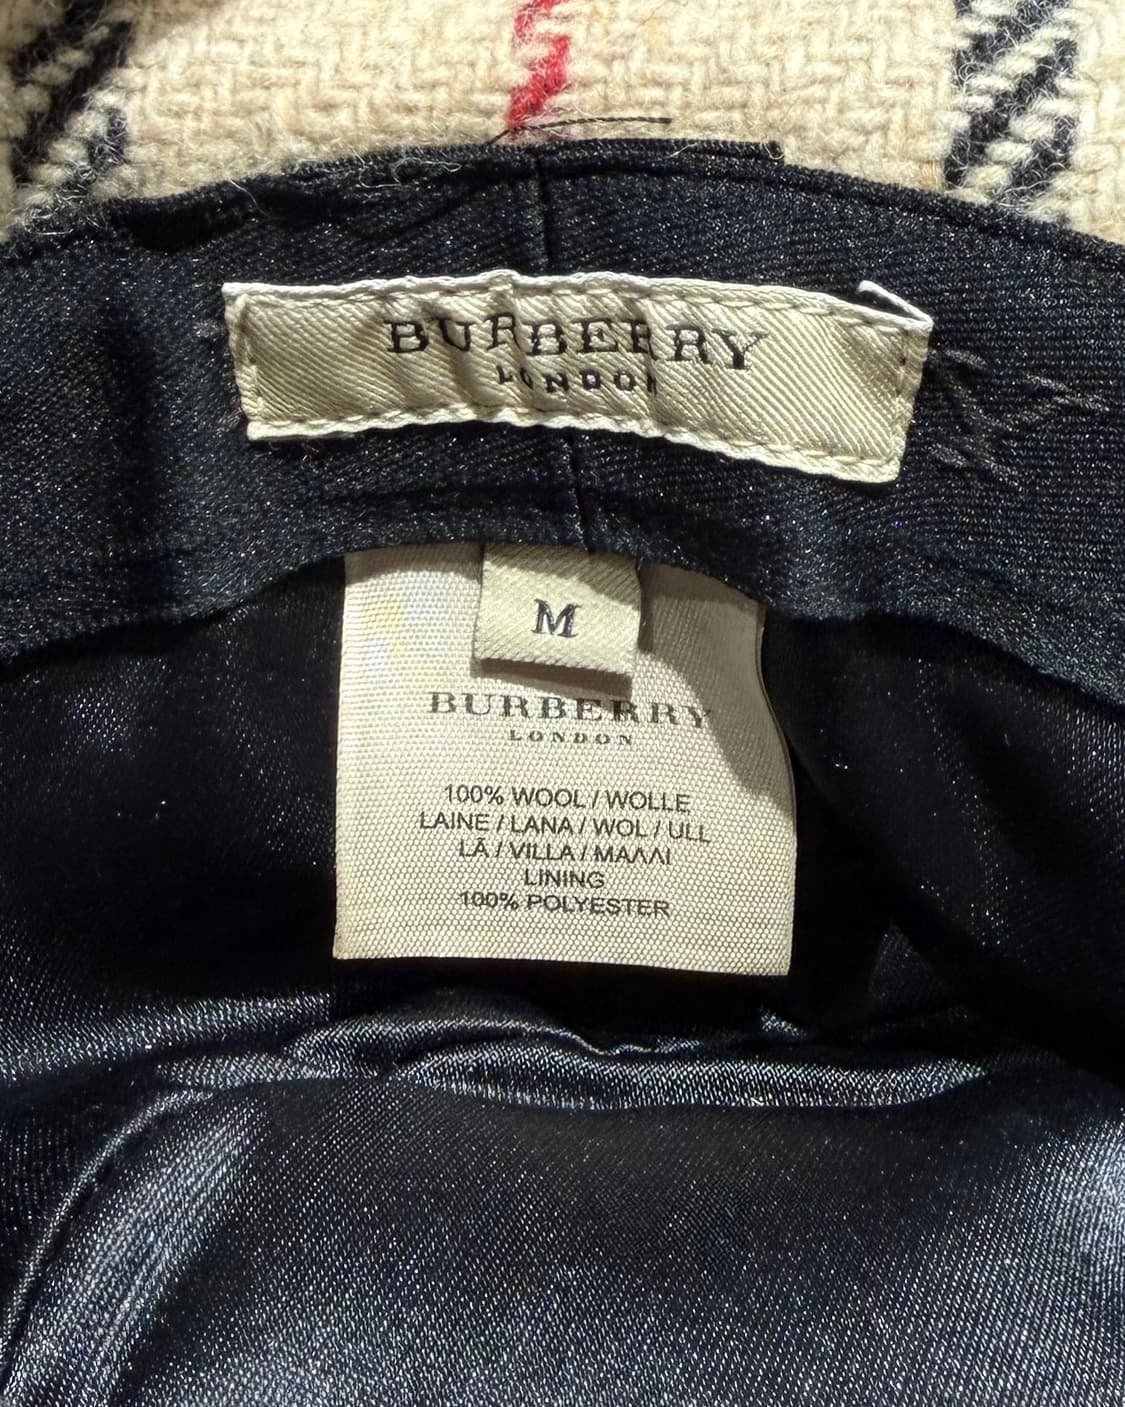 BURBERRY
LONDON
M
BURBERRY
LONDON
100% WOOL / WOLLE
LAINE / LANA / WOL / ULL
LÃ / VILLA / ΜΑΛΛΙ
LINING
100% POLYESTER